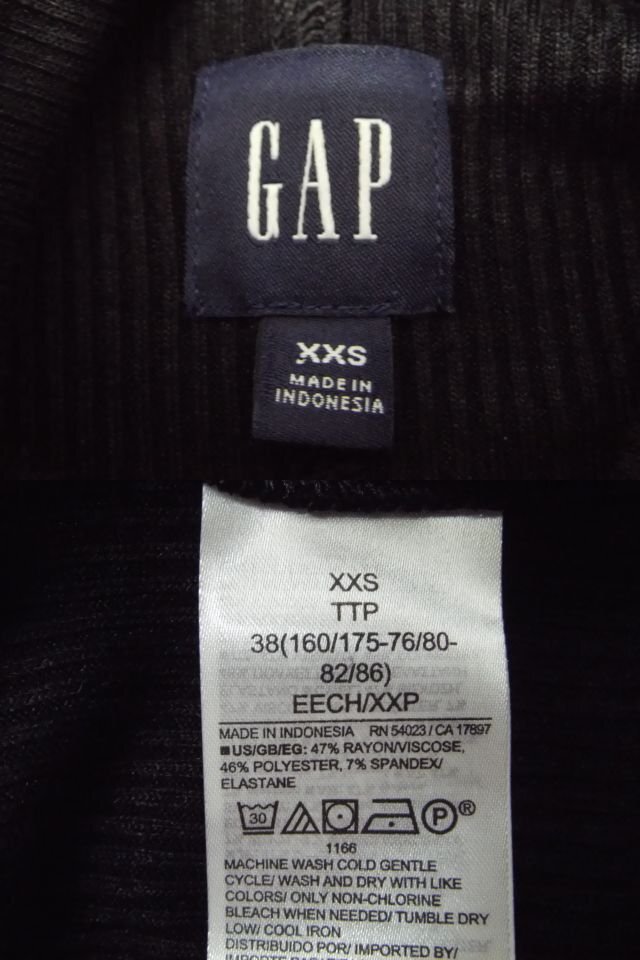 GAP
XXS
MADE IN
INDONESIA
XXS
TTP
38(160/175-76/80-
82/86)
EECH/XXP
MADE IN INDONESIA RN 54023 / CA 17897
■US/GB/EG: 47% RAYON/VISCOSE,
46% POLYESTER, 7% SPANDEX/
ELASTANE
30 P®
1166
MACHINE WASH COLD GENTLE
CYCLE/ WASH AND DRY WITH LIKE
COLORS/ ONLY NON-CHLORINE
BLEACH WHEN NEEDED/ TUMBLE DRY
LOW/ COOL IRON
DISTRIBUIDO POR/ IMPORTED BY/